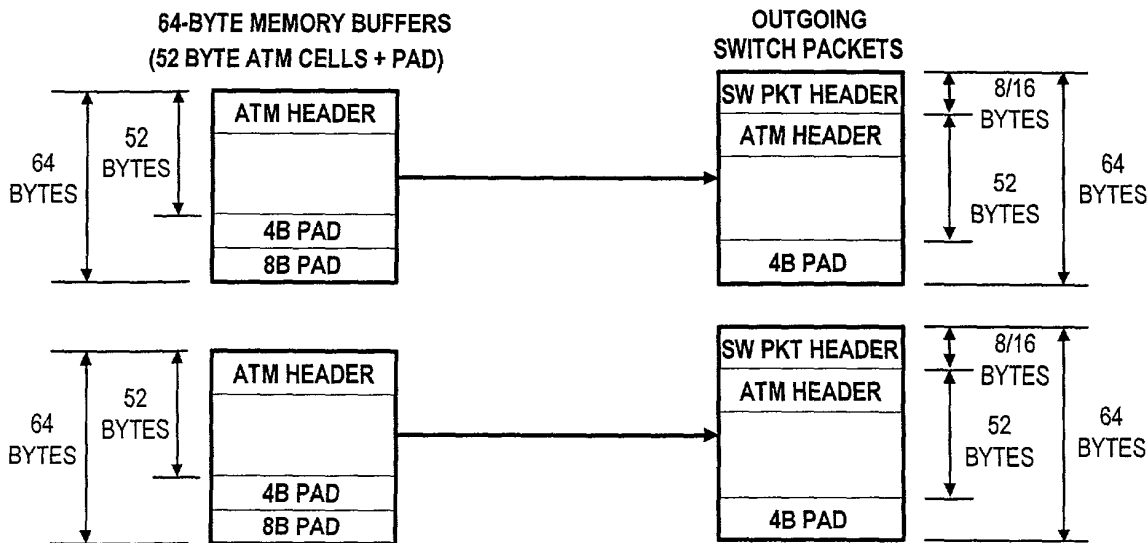 64-BYTE MEMORY BUFFERS
(52 BYTE ATM CELLS + PAD)
OUTGOING
SWITCH PACKETS
64
BYTES
52
BYTES
ATM HEADER
4B PAD
8B PAD
SW PKT HEADER
ATM HEADER
4B PAD
8/16
BYTES
52
BYTES
64
BYTES
64
BYTES
52
BYTES
ATM HEADER
4B PAD
8B PAD
SW PKT HEADER
ATM HEADER
4B PAD
8/16
BYTES
52
BYTES
64
BYTES